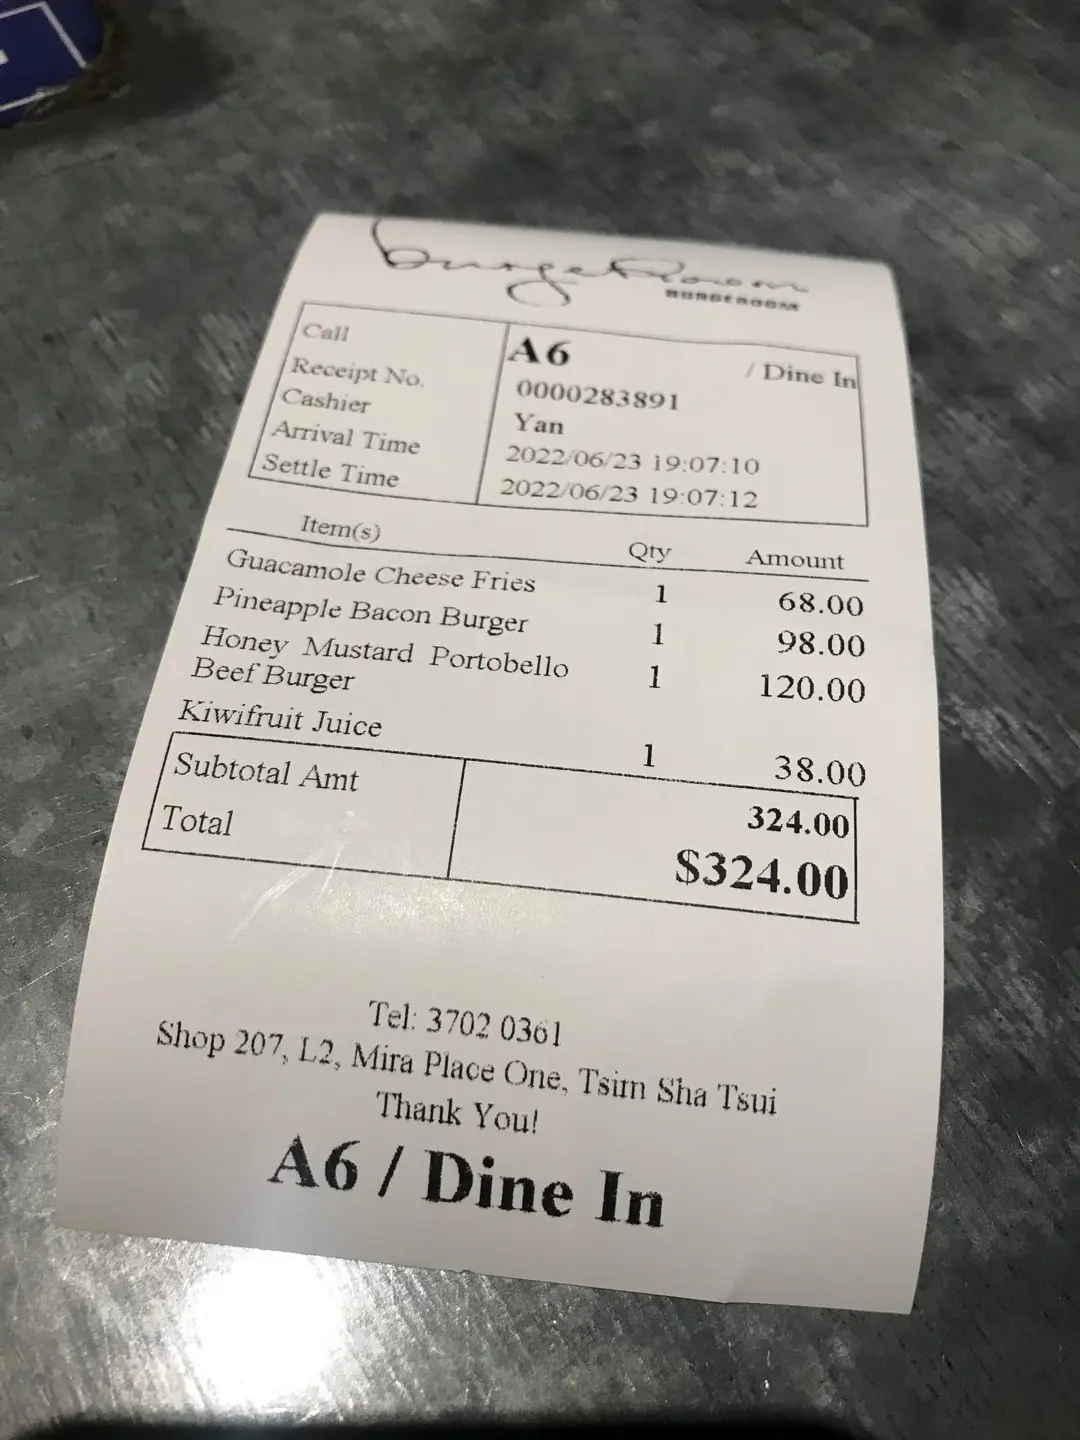 BurgeRoom
BURGEROOM
Call A6 / Dine In
Receipt No. 0000283891
Cashier Yan
Arrival Time 2022/06/23 19:07:10
Settle Time 2022/06/23 19:07:12
Item(s) Qty Amount
Guacamole Cheese Fries 1 68.00
Pineapple Bacon Burger 1 98.00
Honey Mustard Portobello 1 120.00
Beef Burger
Kiwifruit Juice 1 38.00
Subtotal Amt 324.00
Total $324.00
Tel: 3702 0361
Shop 207, L2, Mira Place One, Tsim Sha Tsui
Thank You!
A6 / Dine In